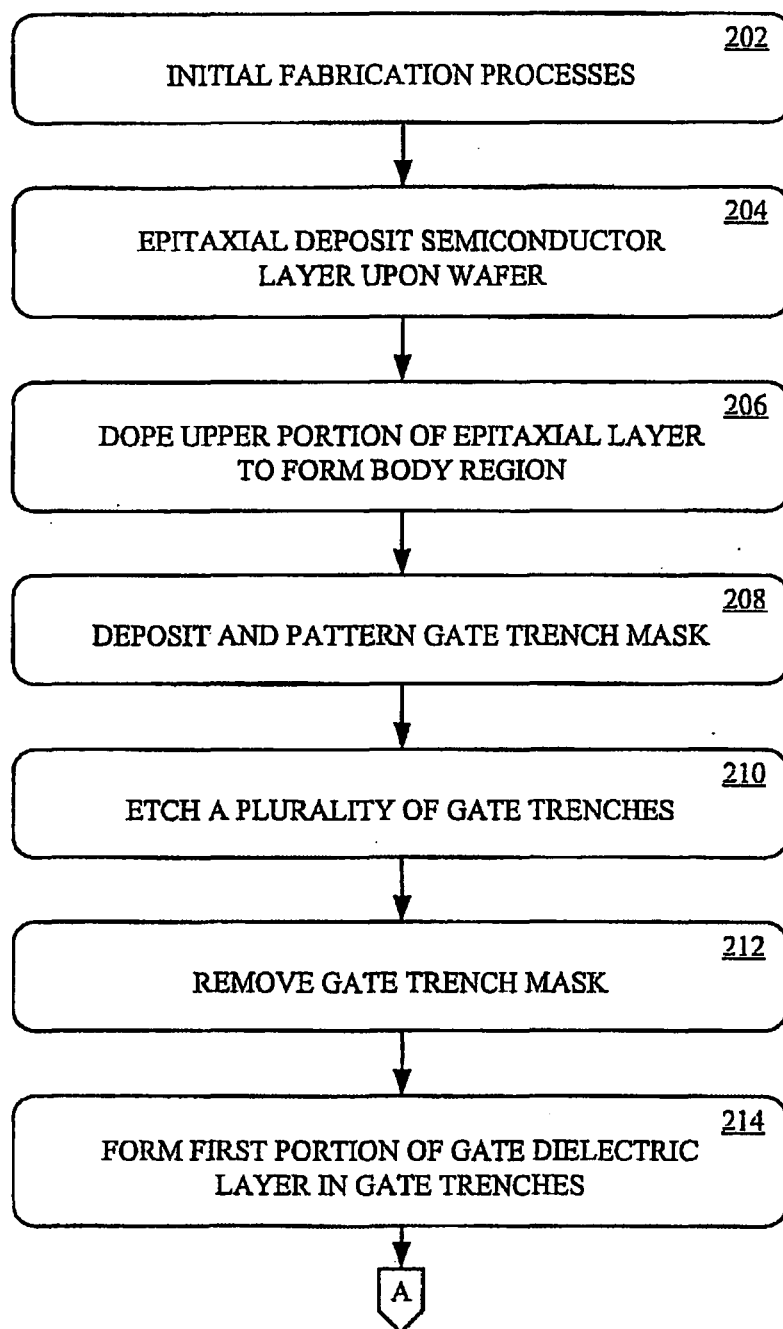 202
INITIAL FABRICATION PROCESSES
204
EPITAXIAL DEPOSIT SEMICONDUCTOR
LAYER UPON WAFER
206
DOPE UPPER PORTION OF EPITAXIAL LAYER
TO FORM BODY REGION
208
DEPOSIT AND PATTERN GATE TRENCH MASK
210
ETCH A PLURALITY OF GATE TRENCHES
212
REMOVE GATE TRENCH MASK
214
FORM FIRST PORTION OF GATE DIELECTRIC
LAYER IN GATE TRENCHES
A